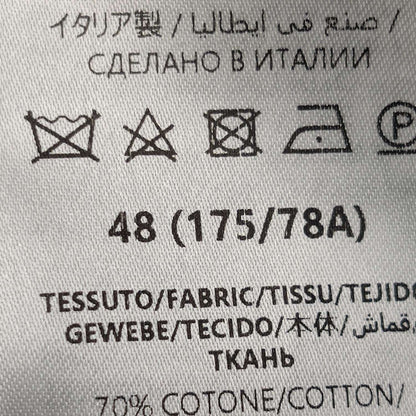 イタリア製 / صنع في ايطاليا /
СДЕЛАНО В ИТАЛИИ
P
48 (175/78A)
TESSUTO/FABRIC/TISSU/TEJIDO
GEWEBE/TECIDO/本体/قماش/
ТКАНЬ
70% COTONE/COTTON/